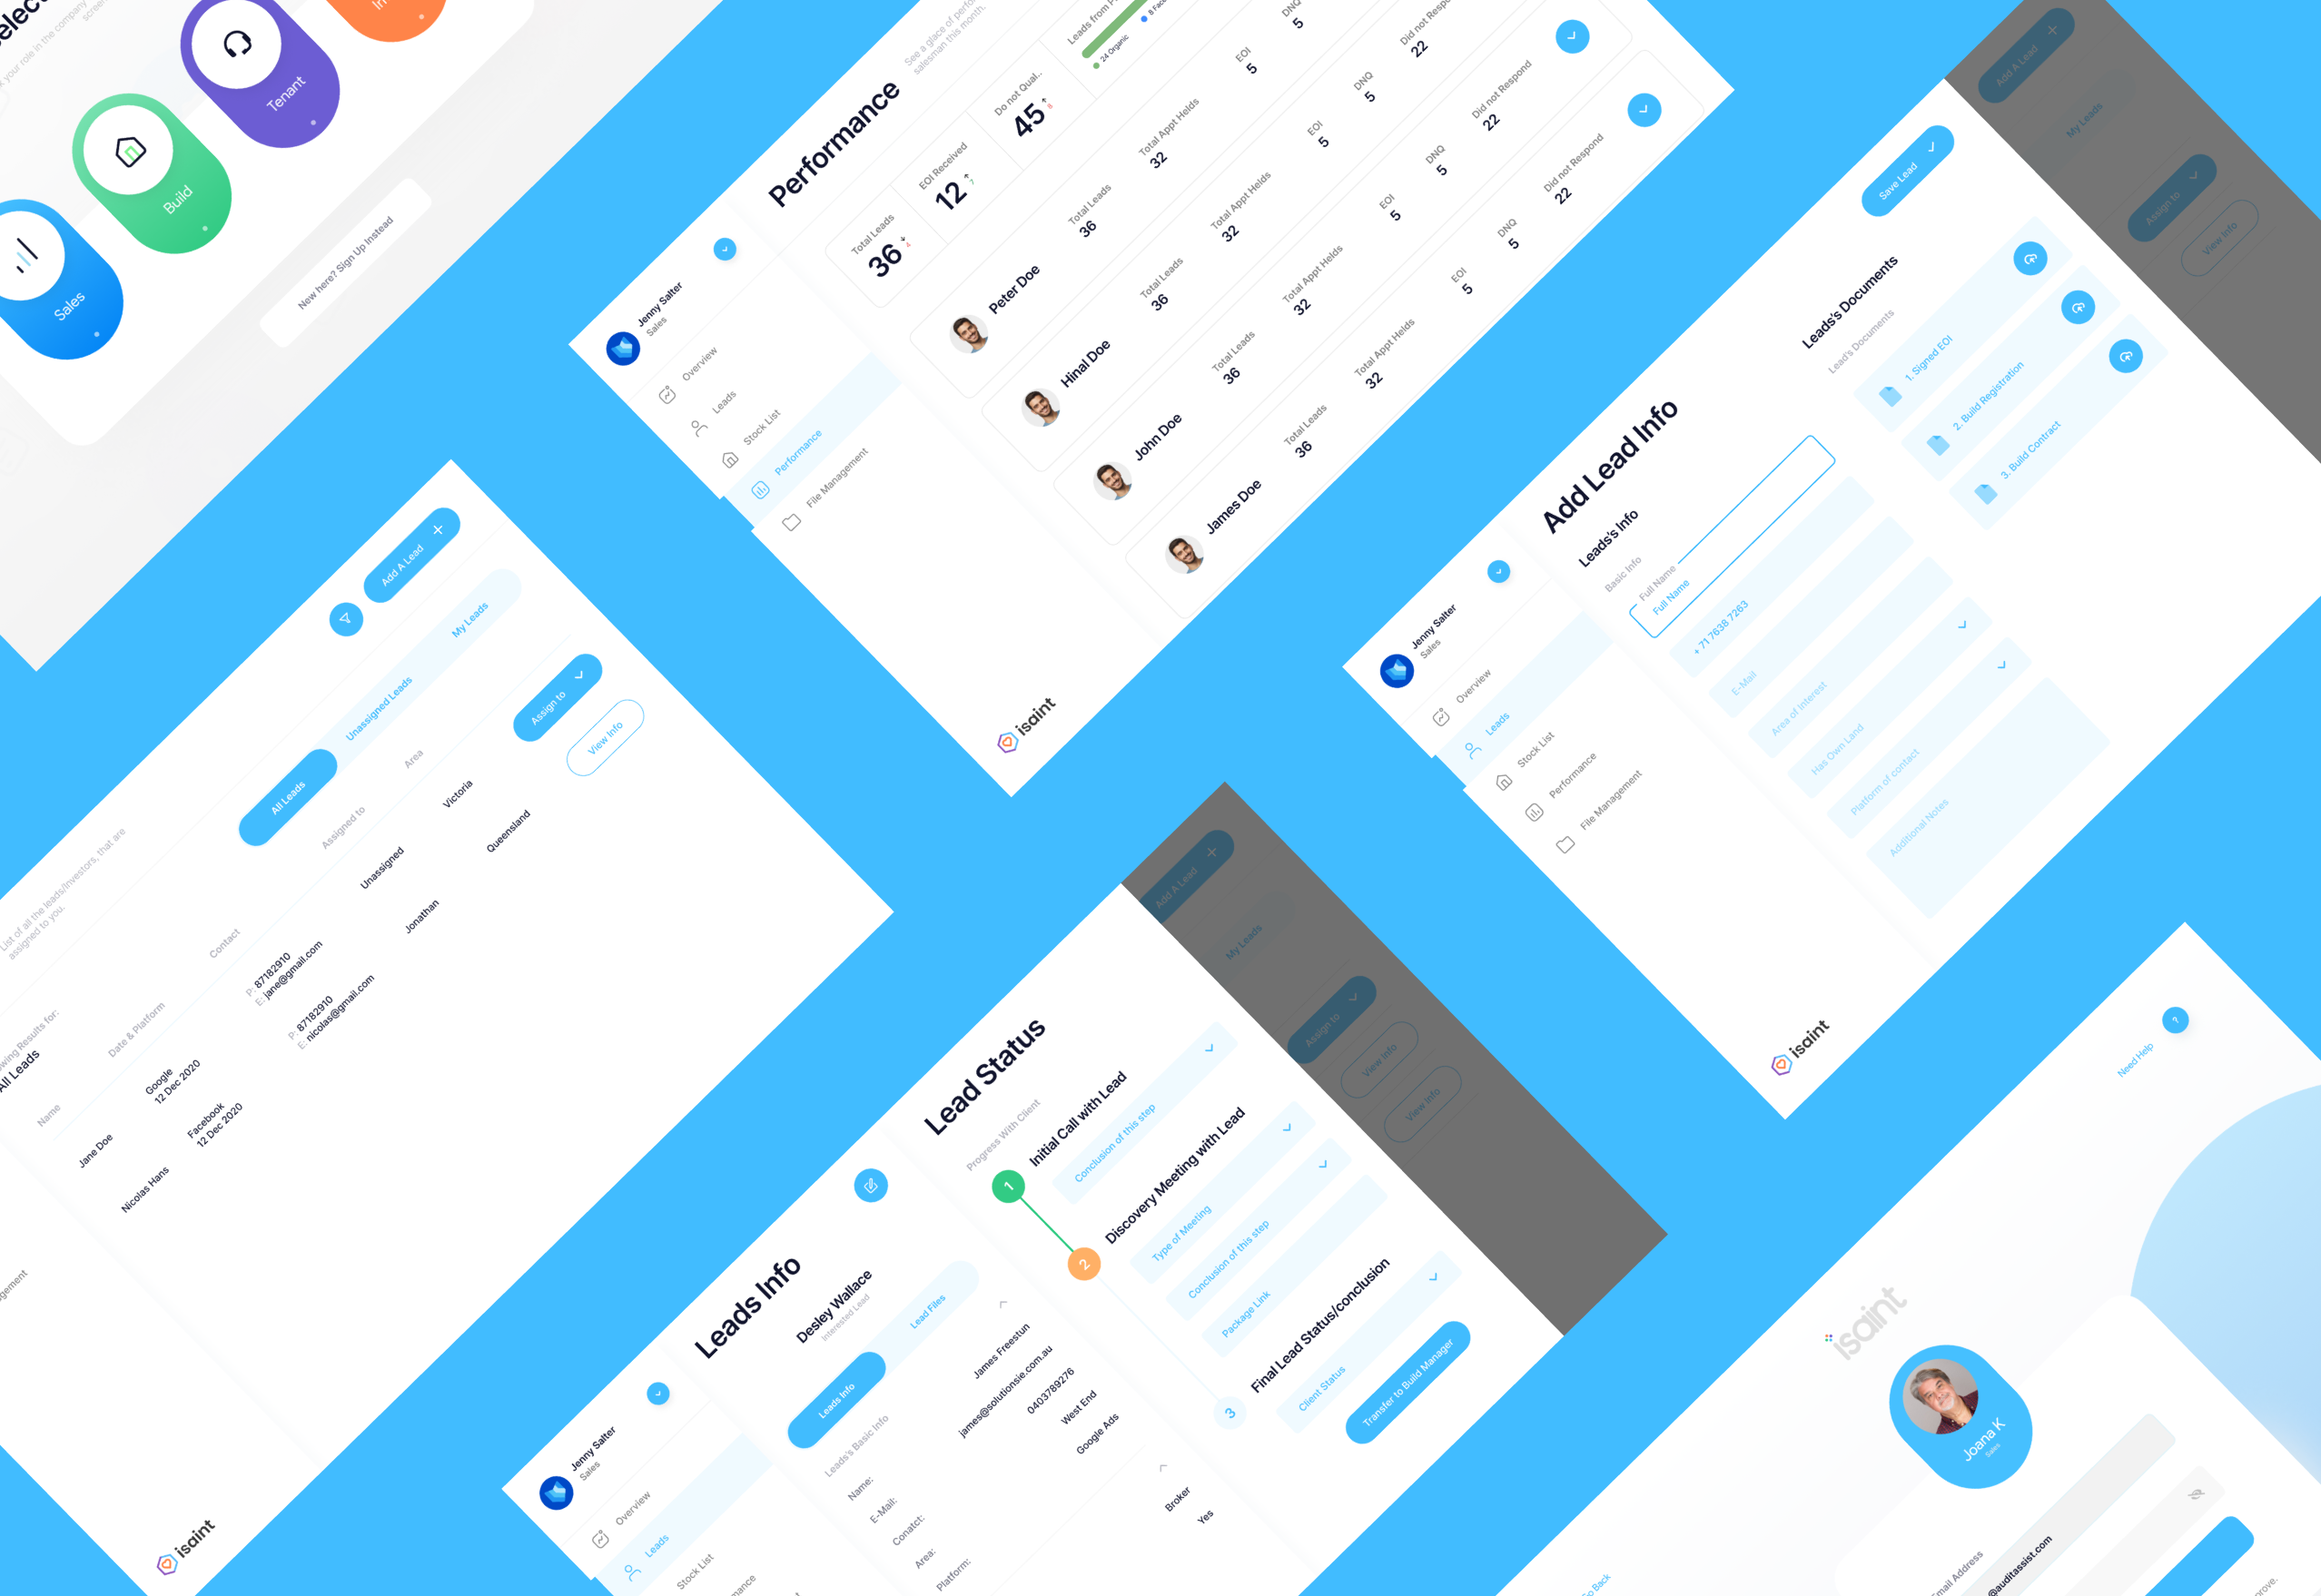 your role in the company
screen
Sales
Build
Tenant
New here? Sign Up Instead
Performance
See a glace of perfor
salesman this month.
Jenny Salter
Sales
Overview
Leads
Stock List
Performance
File Management
Total Leads
36
4
EOI Received
12
7
Do not Qual..
45
8
24 Organic
Peter Doe
Total Leads
36
Total Appt Helds
32
EOI
5
DNQ
5
Hinal Doe
Total Leads
36
Total Appt Helds
32
EOI
5
DNQ
5
Did not Respond
22
John Doe
Total Leads
36
Total Appt Helds
32
EOI
5
DNQ
5
Did not Respond
22
James Doe
Total Leads
36
Total Appt Helds
32
EOI
5
DNQ
5
Did not Respond
22
isaint
Add A Lead
My Leads
Assign to
View Info
Add Lead Info
Save Lead
Jenny Salter
Sales
Overview
Leads
Stock List
Performance
File Management
Leads's Info
Basic Info
Full Name
Full Name
+ 71 7638 7263
E-Mail
Area of Interest
Has Own Land
Platform of contact
Additional Notes
Leads's Documents
Lead's Documents
1. Signed EOI
2. Build Registration
3. Build Contract
isaint
List of all the leads/Investors, that are
assigned to you.
Add A Lead
wing Results for:
All Leads
All Leads
Unassigned Leads
My Leads
Name
Date & Platform
Contact
Assigned to
Area
Jane Doe
Google
12 Dec 2020
P: 87182910
E: jane@gmail.com
Unassigned
Victoria
Assign to
Nicolas Hans
Facebook
12 Dec 2020
P: 87182910
E: nicolas@gmail.com
Jonathan
Queensland
View Info
gement
isaint
Add A Lead
My Leads
Assign to
View Info
View Info
Jenny Salter
Sales
Overview
Leads
Stock List
mance
Leads Info
Desley Wallace
Interested Lead
Leads Info
Lead Files
Leads's Basic Info
Name:
James Freestun
E-Mail:
james@solutionsie.com.au
Conatct:
0403789276
Area:
West End
Platform:
Google Ads
Broker
Yes
Lead Status
Progress With Client
1
Initial Call with Lead
Conclusion of this step
2
Discovery Meeting with Lead
Type of Meeting
Conclusion of this step
Package Link
3
Final Lead Status/conclusion
Client Status
Transfer to Build Manager
Need Help
?
isaint
Joana K
Sales
Email Address
@auditassist.com
Go Back
prove.